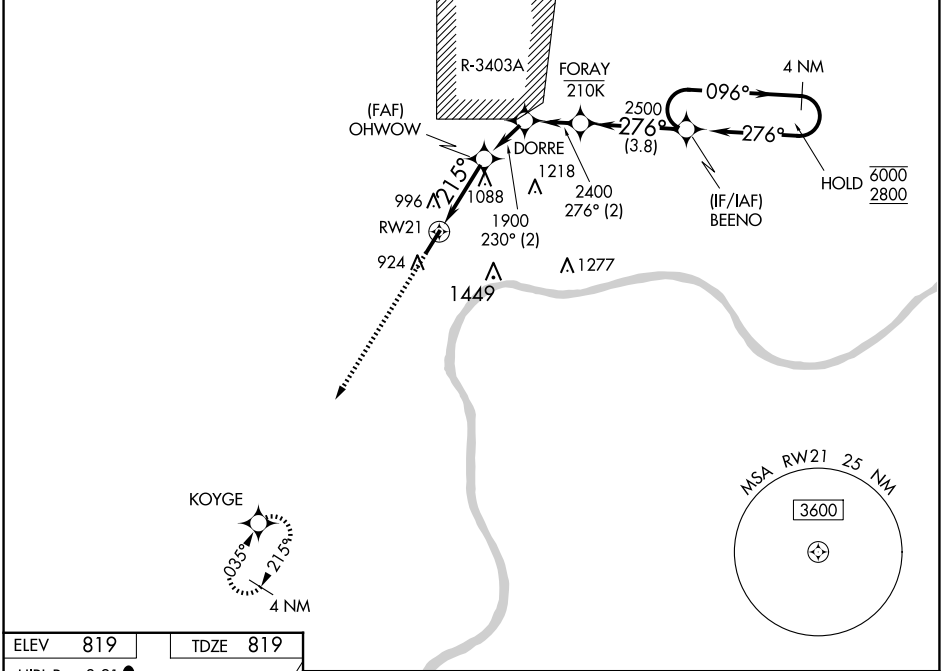 R-3403A
FORAY
210K
4 NM
096°
2500
276°
(3.8)
276°
(FAF)
OHWOW
DORRE
HOLD 6000
2800
(IF/IAF)
BEENO
215°
1088
1218
2400
276° (2)
996
1900
230° (2)
RW21
924
1277
1449
MSA RW21 25 NM
3600
KOYGE
035°
215°
4 NM
ELEV 819
TDZE 819